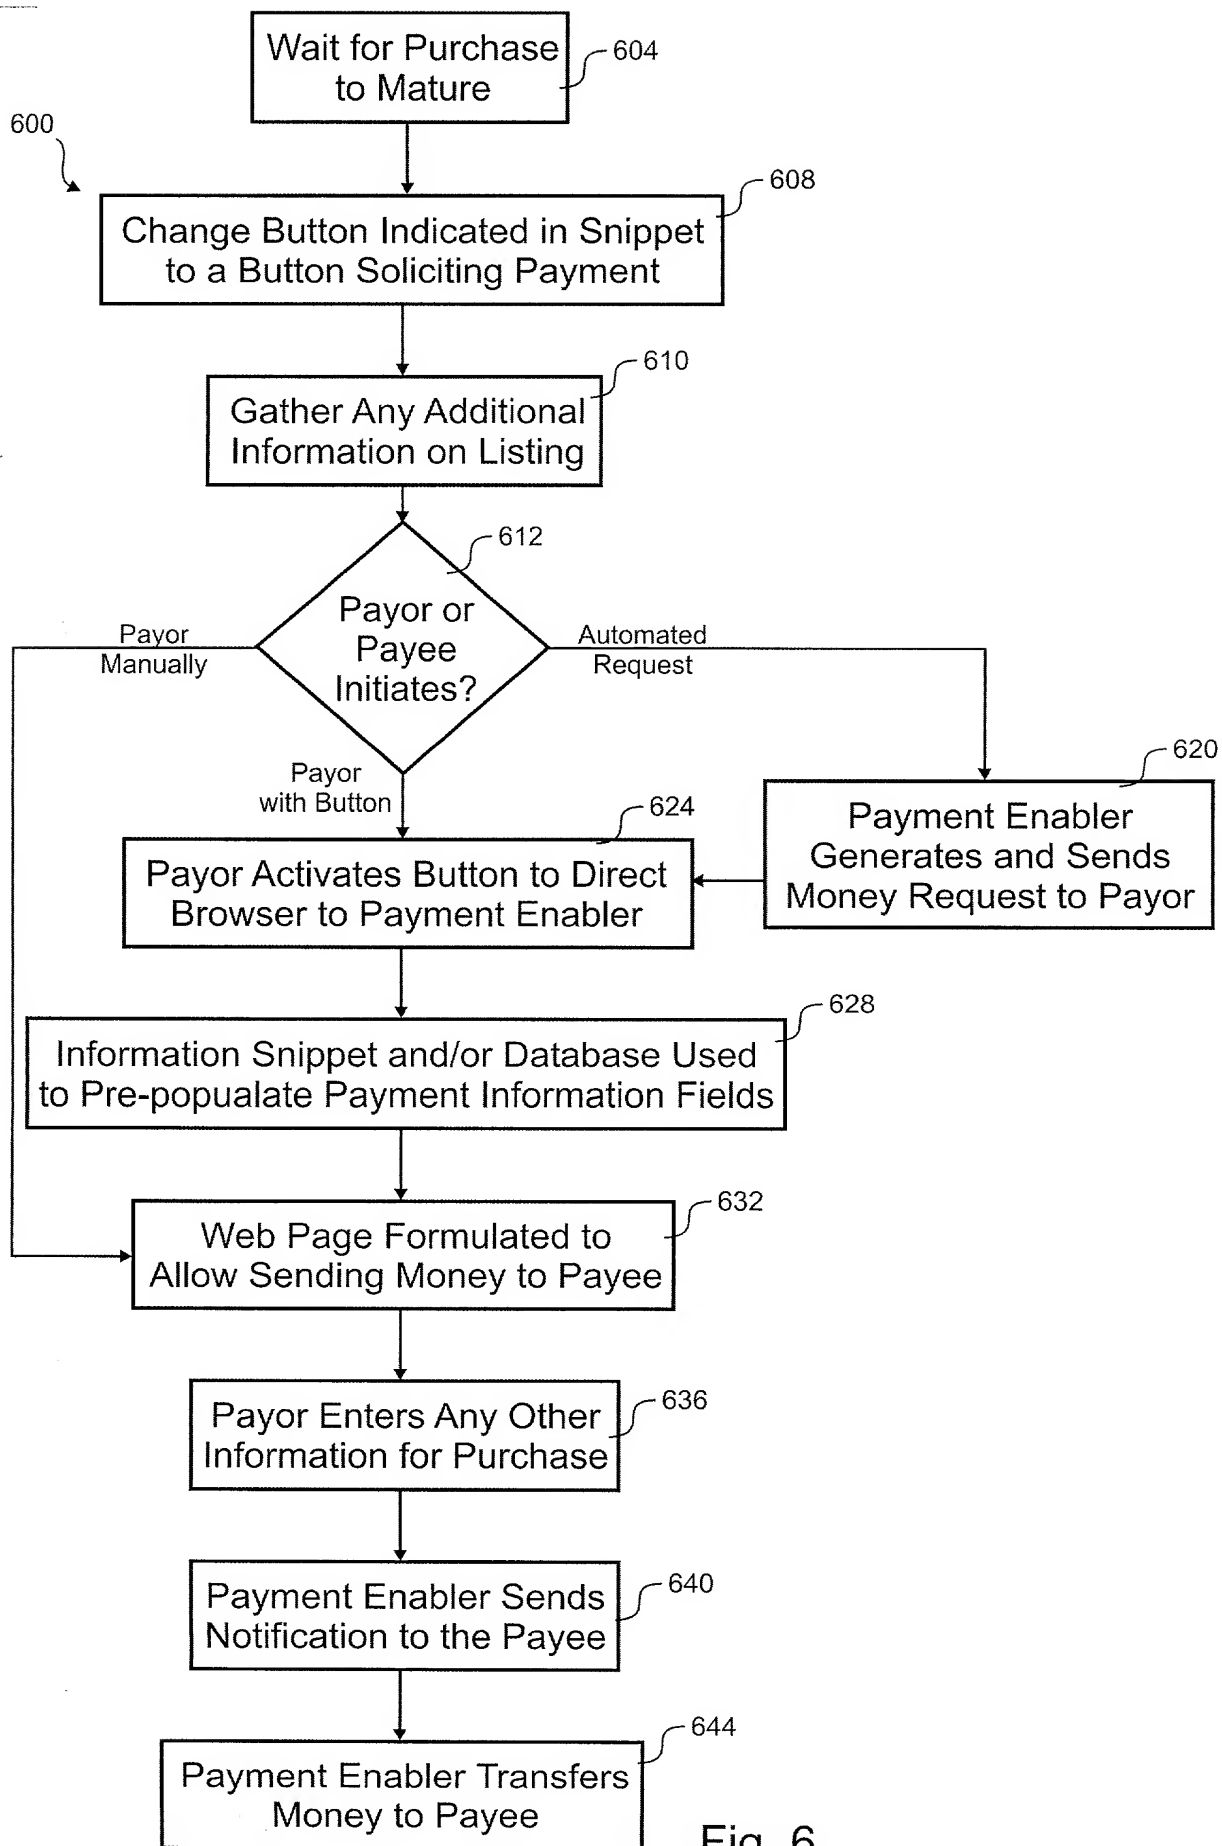 Wait for Purchase
to Mature
604
600
608
Change Button Indicated in Snippet
to a Button Soliciting Payment
610
Gather Any Additional
Information on Listing
612
Payor or
Payee
Initiates?
Payor
Manually
Automated
Request
Payor
with Button
620
Payment Enabler
Generates and Sends
Money Request to Payor
624
Payor Activates Button to Direct
Browser to Payment Enabler
628
Information Snippet and/or Database Used
to Pre-popualate Payment Information Fields
632
Web Page Formulated to
Allow Sending Money to Payee
636
Payor Enters Any Other
Information for Purchase
640
Payment Enabler Sends
Notification to the Payee
644
Payment Enabler Transfers
Money to Payee
Fig. 6